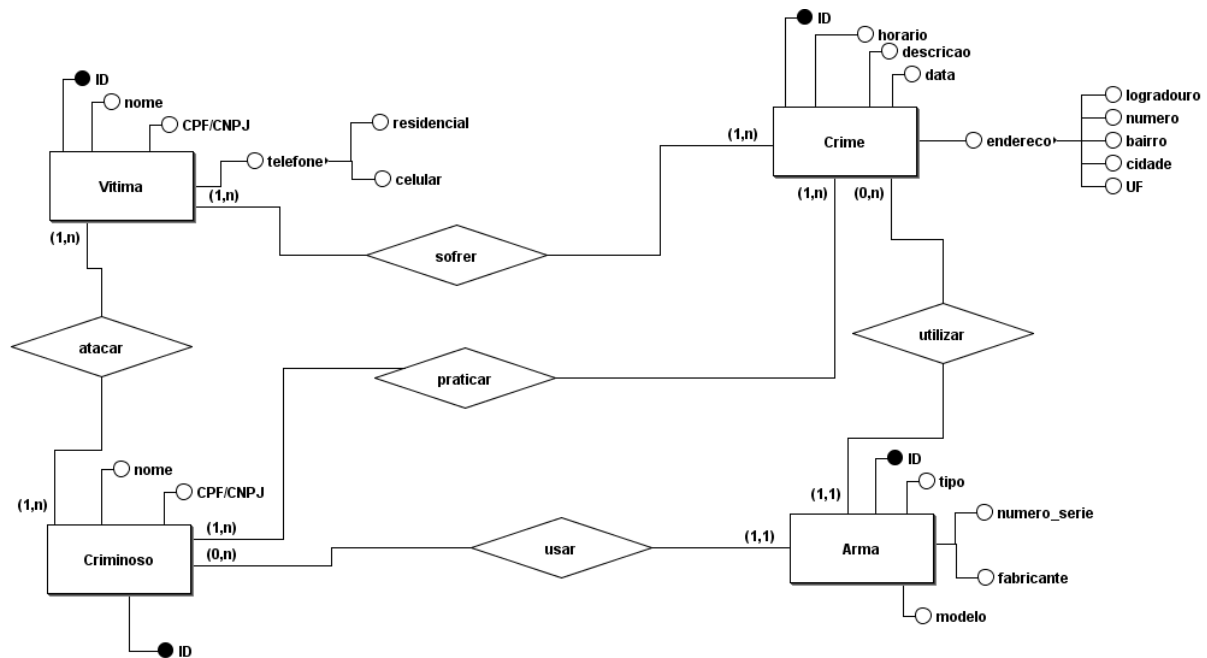 ID
horario
descricao
data
Crime
endereco
logradouro
numero
bairro
cidade
UF
(1,n)
(1,n)
(0,n)
ID
nome
CPF/CNPJ
Vitima
telefone
residencial
celular
(1,n)
(1,n)
sofrer
atacar
praticar
utilizar
nome
CPF/CNPJ
(1,n)
Criminoso
(1,n)
(0,n)
ID
usar
(1,1)
(1,1)
ID
tipo
numero_serie
Arma
fabricante
modelo